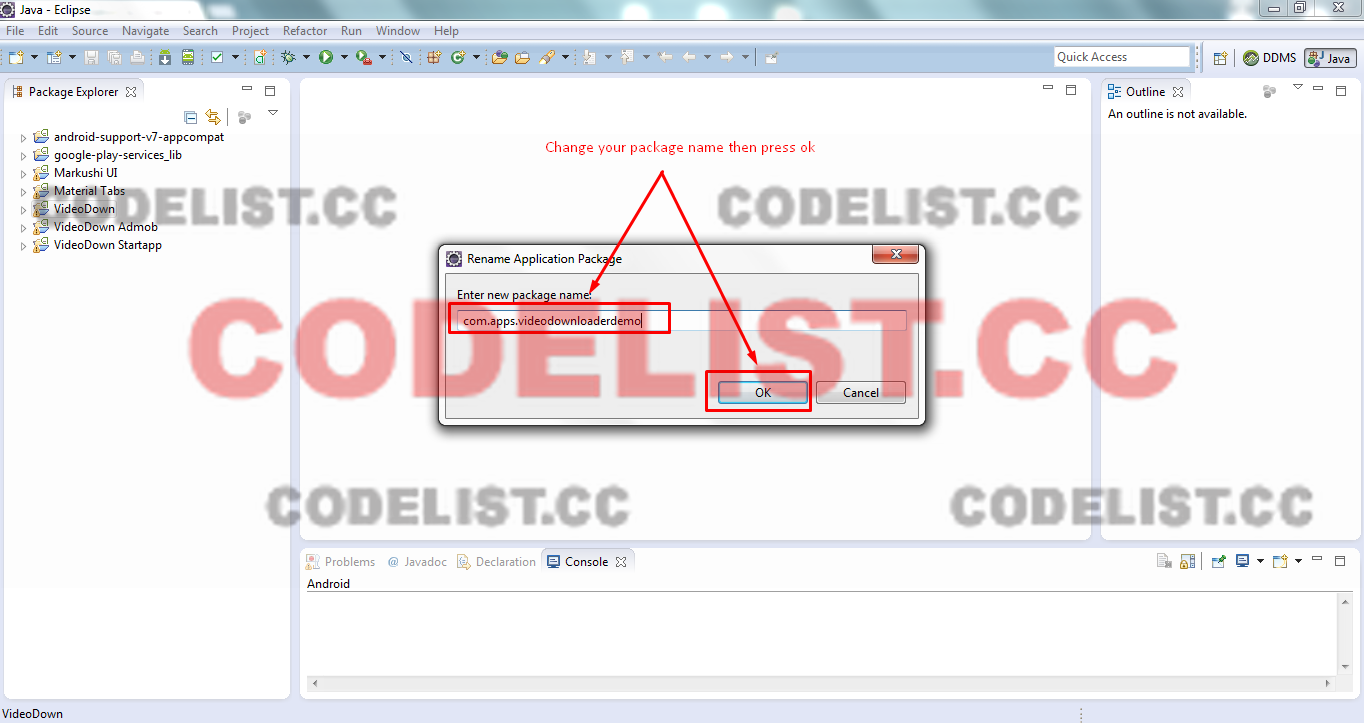 Java - Eclipse
File Edit Source Navigate Search Project Refactor Run Window Help
Quick Access
DDMS
Java
Package Explorer
android-support-v7-appcompat
google-play-services_lib
Markushi UI
Material Tabs
VideoDown
VideoDown Admob
VideoDown Startapp
Outline
An outline is not available.
Change your package name then press ok
CODELIST.CC
CODELIST.CC
Rename Application Package
Enter new package name:
com.apps.videodownloaderdemo
CODELIST.CC
OK Cancel
CODELIST.CC
CODELIST.CC
Problems @ Javadoc Declaration Console
Android
VideoDown